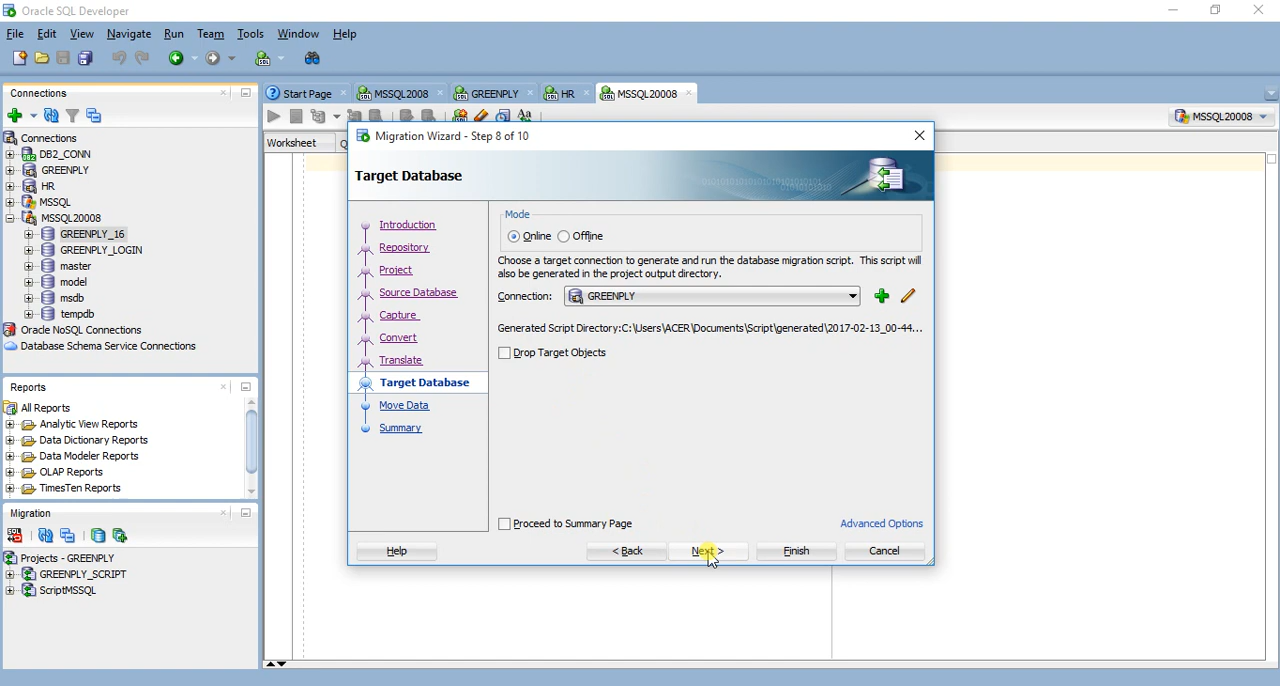 Oracle SQL Developer
File Edit View Navigate Run Team Tools Window Help
Connections
Start Page MSSQL2008 GREENPLY HR MSSQL20008
MSSQL20008
Worksheet Q
Connections
DB2_CONN
GREENPLY
HR
MSSQL
MSSQL20008
GREENPLY_16
GREENPLY_LOGIN
master
model
msdb
tempdb
Oracle NoSQL Connections
Database Schema Service Connections
Reports
All Reports
Analytic View Reports
Data Dictionary Reports
Data Modeler Reports
OLAP Reports
TimesTen Reports
Migration
Projects - GREENPLY
GREENPLY_SCRIPT
ScriptMSSQL
Migration Wizard - Step 8 of 10
Target Database
Introduction
Repository
Project
Source Database
Capture
Convert
Translate
Target Database
Move Data
Summary
Mode
Online Offline
Choose a target connection to generate and run the database migration script. This script will
also be generated in the project output directory.
Connection: GREENPLY
Generated Script Directory:C:\Users\ACER\Documents\Script\generated\2017-02-13_00-44...
Drop Target Objects
Proceed to Summary Page Advanced Options
Help < Back Next > Finish Cancel